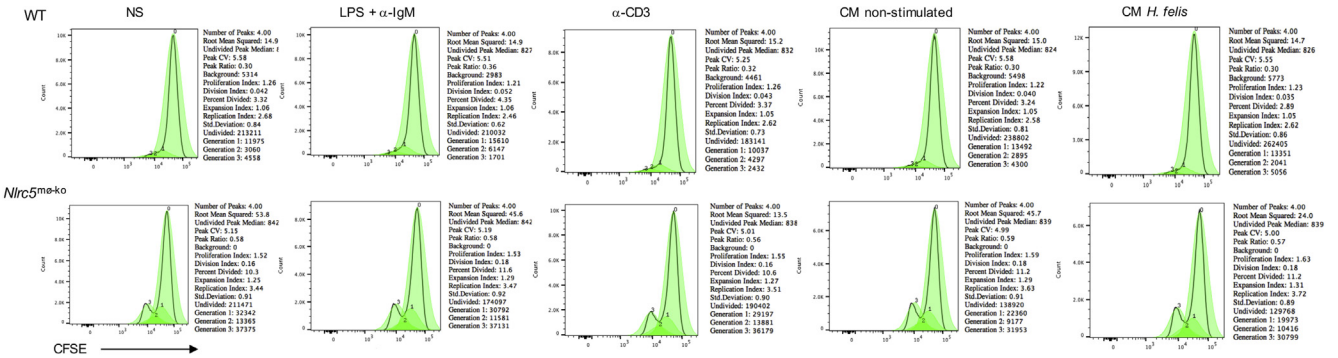 WT
NS
LPS + α-IgM
α-CD3
CM non-stimulated
CM H. felis
Count
10K
8.0K
6.0K
4.0K
2.0K
0
0
3 2 1
0 10³ 10⁴ 10⁵
Number of Peaks: 4.00
Root Mean Squared: 14.9
Undivided Peak Median:
Peak CV: 5.58
Peak Ratio: 0.30
Background: 5314
Proliferation Index: 1.26
Division Index: 0.042
Percent Divided: 3.32
Expansion Index: 1.06
Replication Index: 2.68
Std.Deviation: 0.84
Undivided: 213211
Generation 1: 11975
Generation 2: 3060
Generation 3: 4558
Number of Peaks: 4.00
Root Mean Squared: 14.9
Undivided Peak Median: 827
Peak CV: 5.51
Peak Ratio: 0.36
Background: 2983
Proliferation Index: 1.21
Division Index: 0.052
Percent Divided: 4.35
Expansion Index: 1.06
Replication Index: 2.46
Std.Deviation: 0.62
Undivided: 210032
Generation 1: 15610
Generation 2: 6147
Generation 3: 1701
Number of Peaks: 4.00
Root Mean Squared: 15.2
Undivided Peak Median: 832
Peak CV: 5.25
Peak Ratio: 0.32
Background: 4461
Proliferation Index: 1.26
Division Index: 0.043
Percent Divided: 3.37
Expansion Index: 1.05
Replication Index: 2.62
Std.Deviation: 0.73
Undivided: 183141
Generation 1: 10037
Generation 2: 4297
Generation 3: 2432
Number of Peaks: 4.00
Root Mean Squared: 15.0
Undivided Peak Median: 824
Peak CV: 5.58
Peak Ratio: 0.30
Background: 5498
Proliferation Index: 1.22
Division Index: 0.040
Percent Divided: 3.24
Expansion Index: 1.05
Replication Index: 2.58
Std.Deviation: 0.81
Undivided: 238802
Generation 1: 13492
Generation 2: 2895
Generation 3: 4300
Number of Peaks: 4.00
Root Mean Squared: 14.7
Undivided Peak Median: 826
Peak CV: 5.55
Peak Ratio: 0.30
Background: 5773
Proliferation Index: 1.23
Division Index: 0.035
Percent Divided: 2.89
Expansion Index: 1.05
Replication Index: 2.62
Std.Deviation: 0.86
Undivided: 262405
Generation 1: 13351
Generation 2: 2041
Generation 3: 5056
Nlrc5ᵐᵒ⁻ᵏᵒ
Number of Peaks: 4.00
Root Mean Squared: 53.8
Undivided Peak Median: 842
Peak CV: 5.15
Peak Ratio: 0.58
Background: 0
Proliferation Index: 1.52
Division Index: 0.16
Percent Divided: 10.3
Expansion Index: 1.25
Replication Index: 3.44
Std.Deviation: 0.91
Undivided: 211471
Generation 1: 32342
Generation 2: 13365
Generation 3: 37375
Number of Peaks: 4.00
Root Mean Squared: 45.6
Undivided Peak Median: 842
Peak CV: 5.19
Peak Ratio: 0.58
Background: 0
Proliferation Index: 1.53
Division Index: 0.18
Percent Divided: 11.6
Expansion Index: 1.29
Replication Index: 3.47
Std.Deviation: 0.92
Undivided: 174097
Generation 1: 30792
Generation 2: 11581
Generation 3: 37131
Number of Peaks: 4.00
Root Mean Squared: 13.5
Undivided Peak Median: 838
Peak CV: 5.01
Peak Ratio: 0.56
Background: 0
Proliferation Index: 1.55
Division Index: 0.16
Percent Divided: 10.6
Expansion Index: 1.27
Replication Index: 3.51
Std.Deviation: 0.90
Undivided: 190402
Generation 1: 29197
Generation 2: 13881
Generation 3: 36179
Number of Peaks: 4.00
Root Mean Squared: 45.7
Undivided Peak Median: 839
Peak CV: 4.99
Peak Ratio: 0.59
Background: 0
Proliferation Index: 1.59
Division Index: 0.18
Percent Divided: 11.2
Expansion Index: 1.29
Replication Index: 3.63
Std.Deviation: 0.91
Undivided: 138920
Generation 1: 22360
Generation 2: 9177
Generation 3: 31953
Number of Peaks: 4.00
Root Mean Squared: 24.0
Undivided Peak Median: 839
Peak CV: 5.00
Peak Ratio: 0.57
Background: 0
Proliferation Index: 1.63
Division Index: 0.18
Percent Divided: 11.2
Expansion Index: 1.31
Replication Index: 3.72
Std.Deviation: 0.89
Undivided: 129768
Generation 1: 19973
Generation 2: 10416
Generation 3: 30799
CFSE